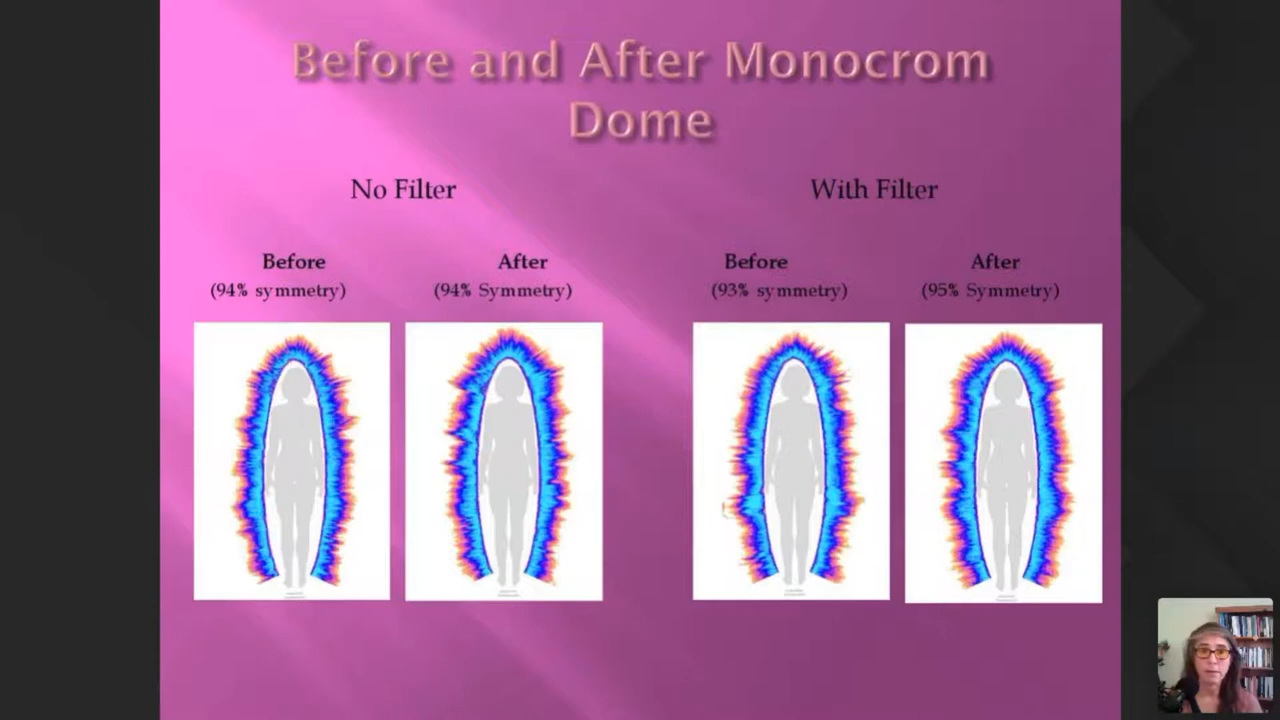 Before and After Monocrom
Dome
No Filter
With Filter
Before
After
Before
After
(94% symmetry)
(94% Symmetry)
(93% symmetry)
(95% Symmetry)